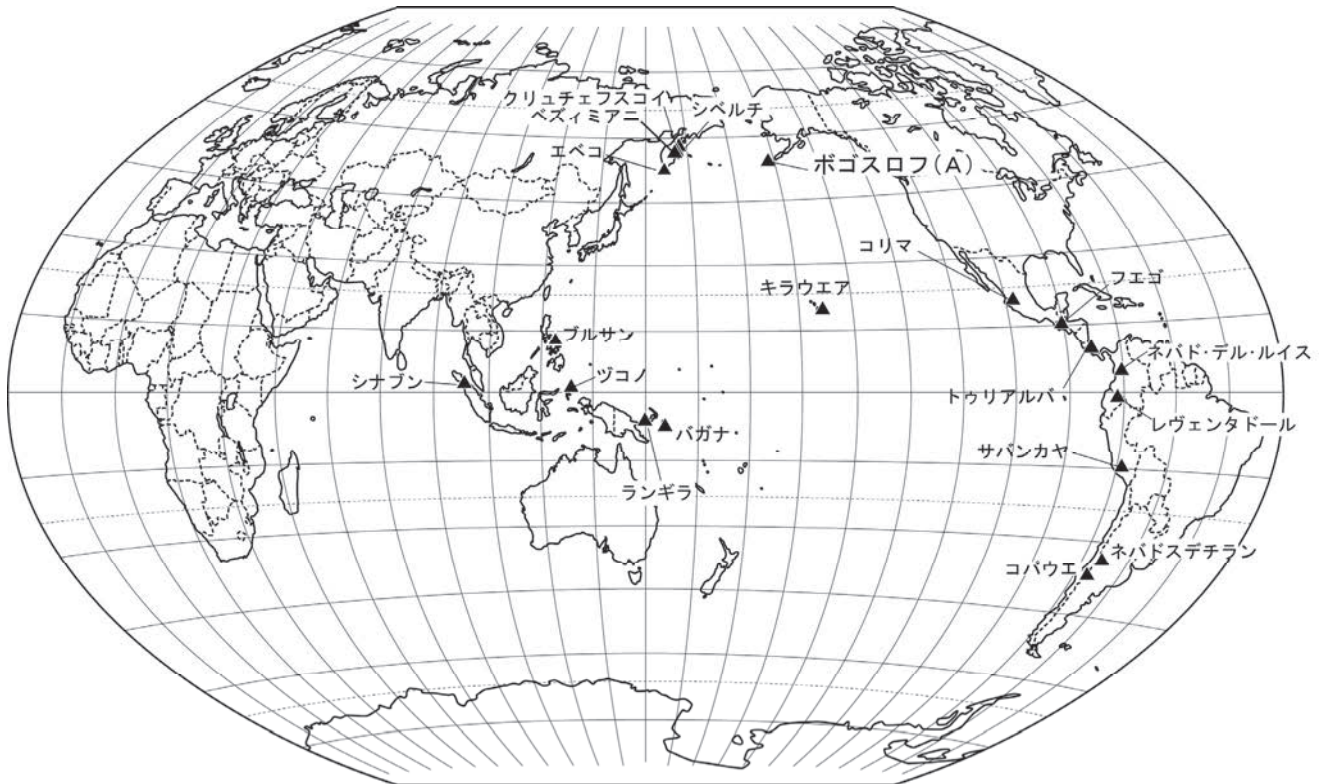 クリュチェフスコイ
ベズィミアニ
シベルチ
エベコ
ボゴスロフ(A)
コリマ
キラウエア
フエゴ
ブルサン
ネバド・デル・ルイス
シナブン
ヅコノ
トゥリアルバ
バガナ
レヴェンタドール
サバンカヤ
ランギラ
ネバドスデチラン
コパウエ